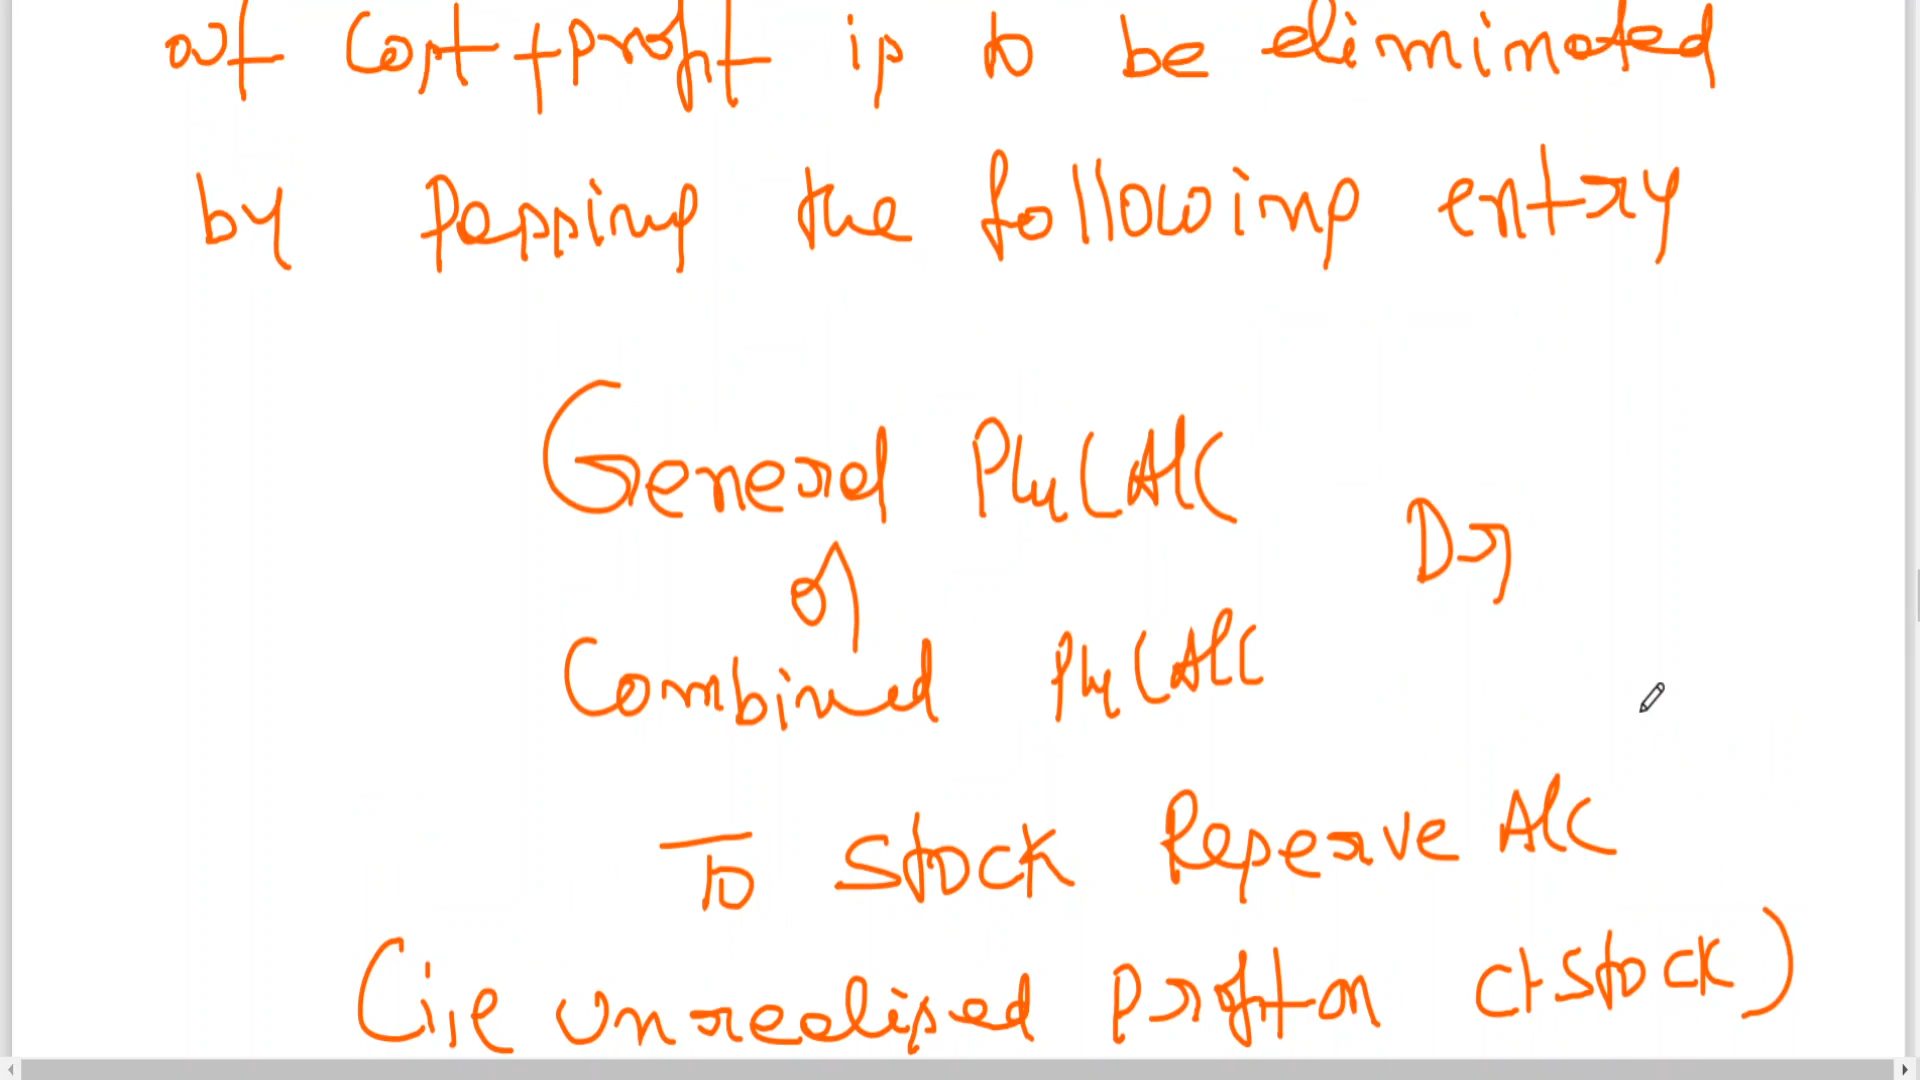 of Cost + profit is to be eliminated
by Passing the following entry
General P/L A/C
or
Dr
Combined P/L A/C
To Stock Reserve A/C
(i.e unrealised Profit on Cl Stock)